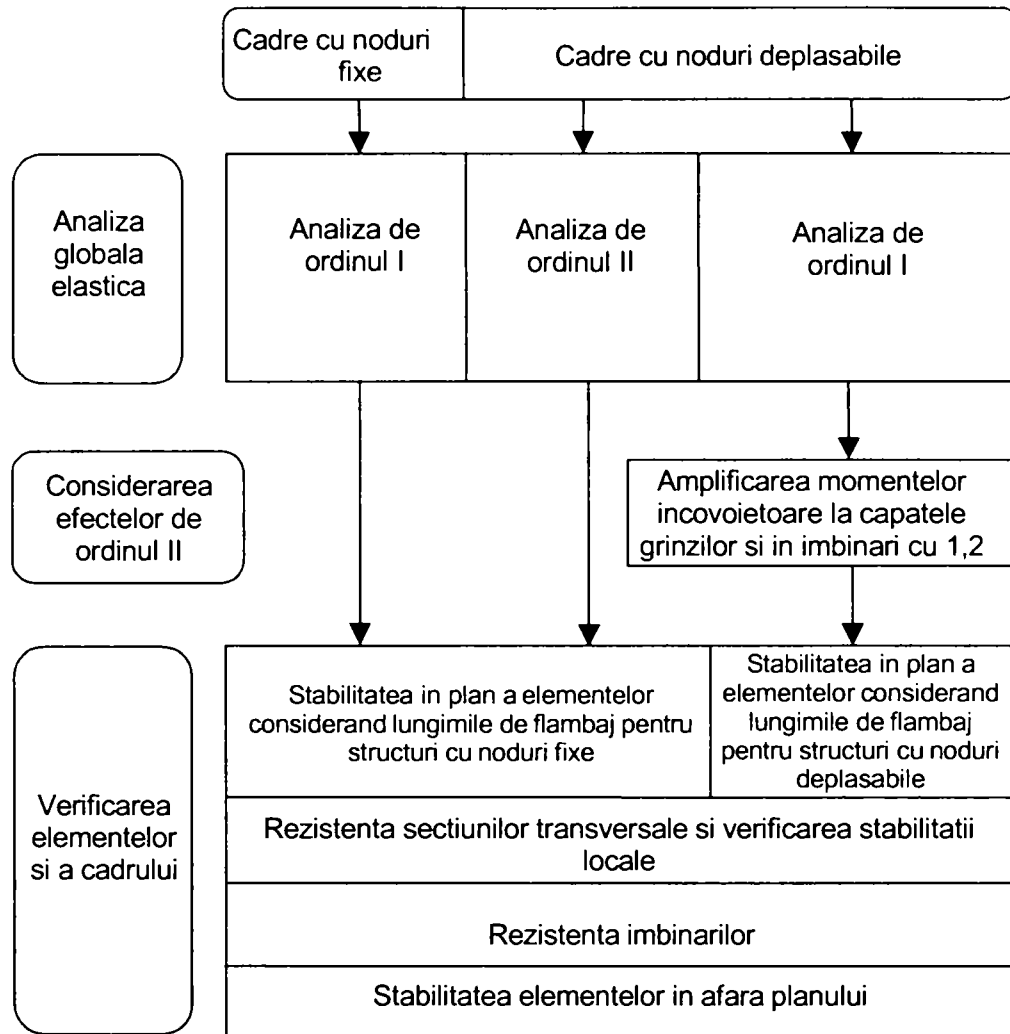 Cadre cu noduri
fixe
Cadre cu noduri deplasabile
Analiza
globala
elastica
Analiza de
ordinul I
Analiza de
ordinul II
Analiza de
ordinul I
Considerarea
efectelor de
ordinul II
Amplificarea momentelor
incovoietoare la capatele
grinzilor si in imbinari cu 1,2
Verificarea
elementelor
si a cadrului
Stabilitatea in plan a elementelor
considerand lungimile de flambaj pentru
structuri cu noduri fixe
Stabilitatea in plan a
elementelor considerand
lungimile de flambaj
pentru structuri cu noduri
deplasabile
Rezistenta sectiunilor transversale si verificarea stabilitatii
locale
Rezistenta imbinarilor
Stabilitatea elementelor in afara planului